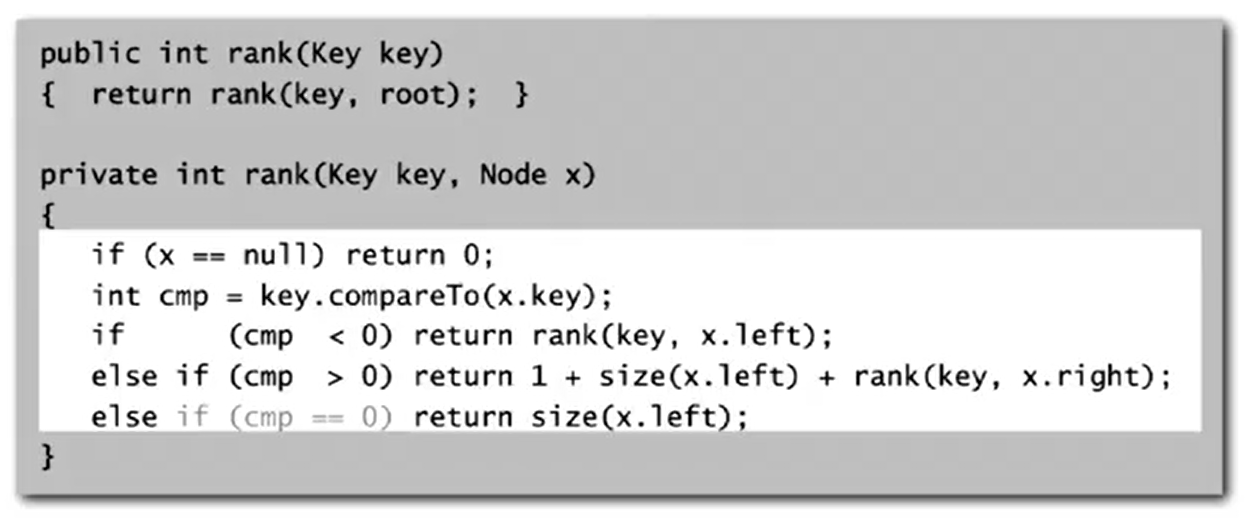 public int rank(Key key)
{  return rank(key, root);  }
private int rank(Key key, Node x)
{
   if (x == null) return 0;
   int cmp = key.compareTo(x.key);
   if      (cmp  < 0) return rank(key, x.left);
   else if (cmp  > 0) return 1 + size(x.left) + rank(key, x.right);
   else if (cmp == 0) return size(x.left);
}